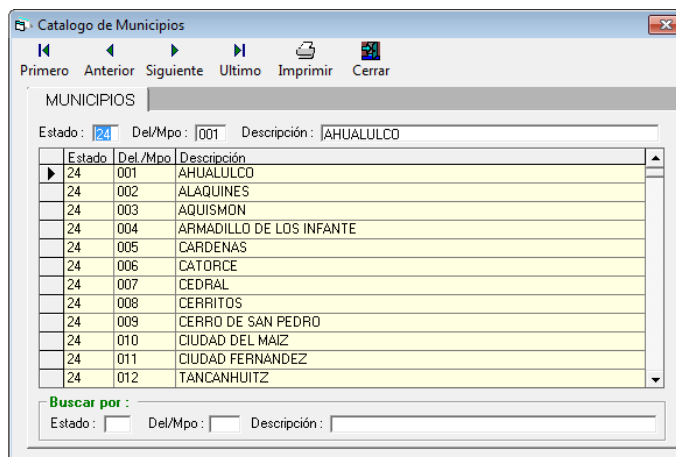 Catalogo de Municipios
Primero Anterior Siguiente Ultimo Imprimir Cerrar
MUNICIPIOS
Estado : 24 Del/Mpo : 001 Descripción : AHUALULCO
Estado Del./Mpo Descripción
24 001 AHUALULCO
24 002 ALAQUINES
24 003 AQUISMON
24 004 ARMADILLO DE LOS INFANTE
24 005 CARDENAS
24 006 CATORCE
24 007 CEDRAL
24 008 CERRITOS
24 009 CERRO DE SAN PEDRO
24 010 CIUDAD DEL MAIZ
24 011 CIUDAD FERNANDEZ
24 012 TANCANHUITZ
Buscar por :
Estado : Del/Mpo : Descripción :